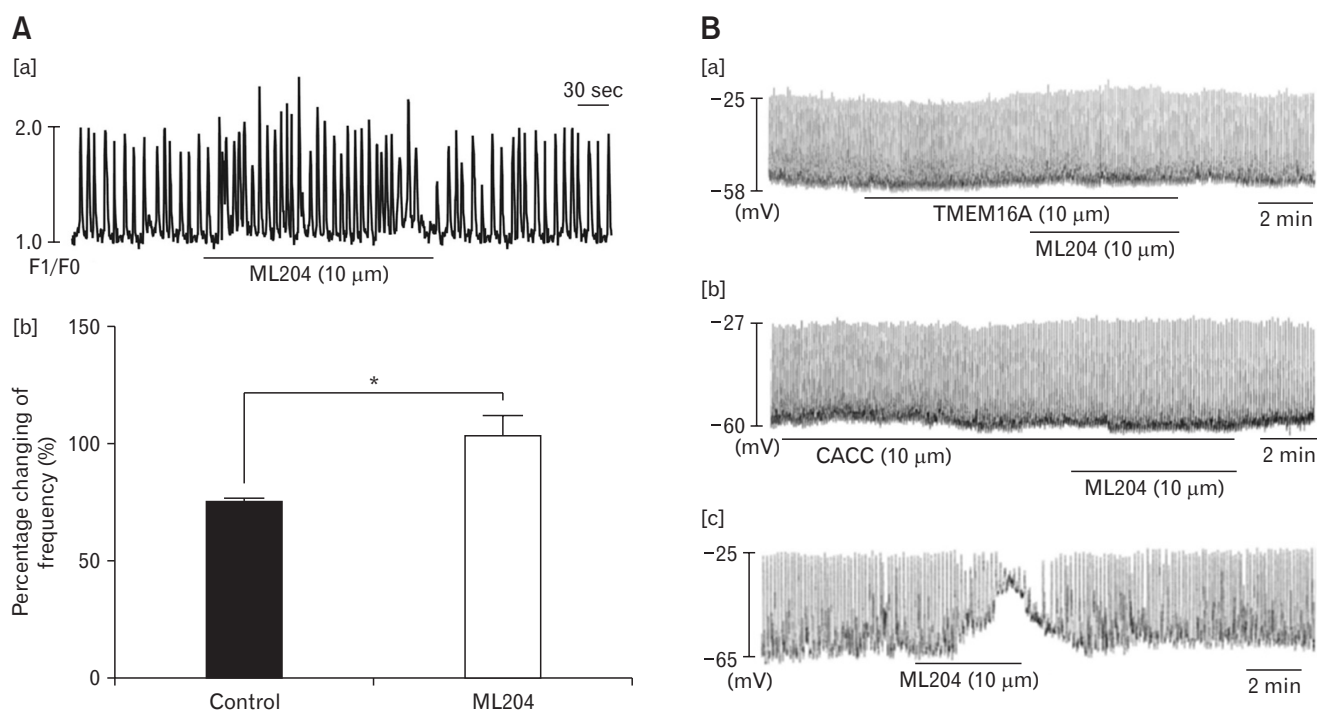 A
[a]
30 sec
2.0
1.0
F1/F0
ML204 (10 μm)
[b]
Percentage changing of
frequency (%)
150
100
50
0
*
Control
ML204
B
[a]
−25
−58
(mV)
TMEM16A (10 μm)
2 min
ML204 (10 μm)
[b]
−27
−60
(mV)
CACC (10 μm)
2 min
ML204 (10 μm)
[c]
−25
−65
(mV)
ML204 (10 μm)
2 min